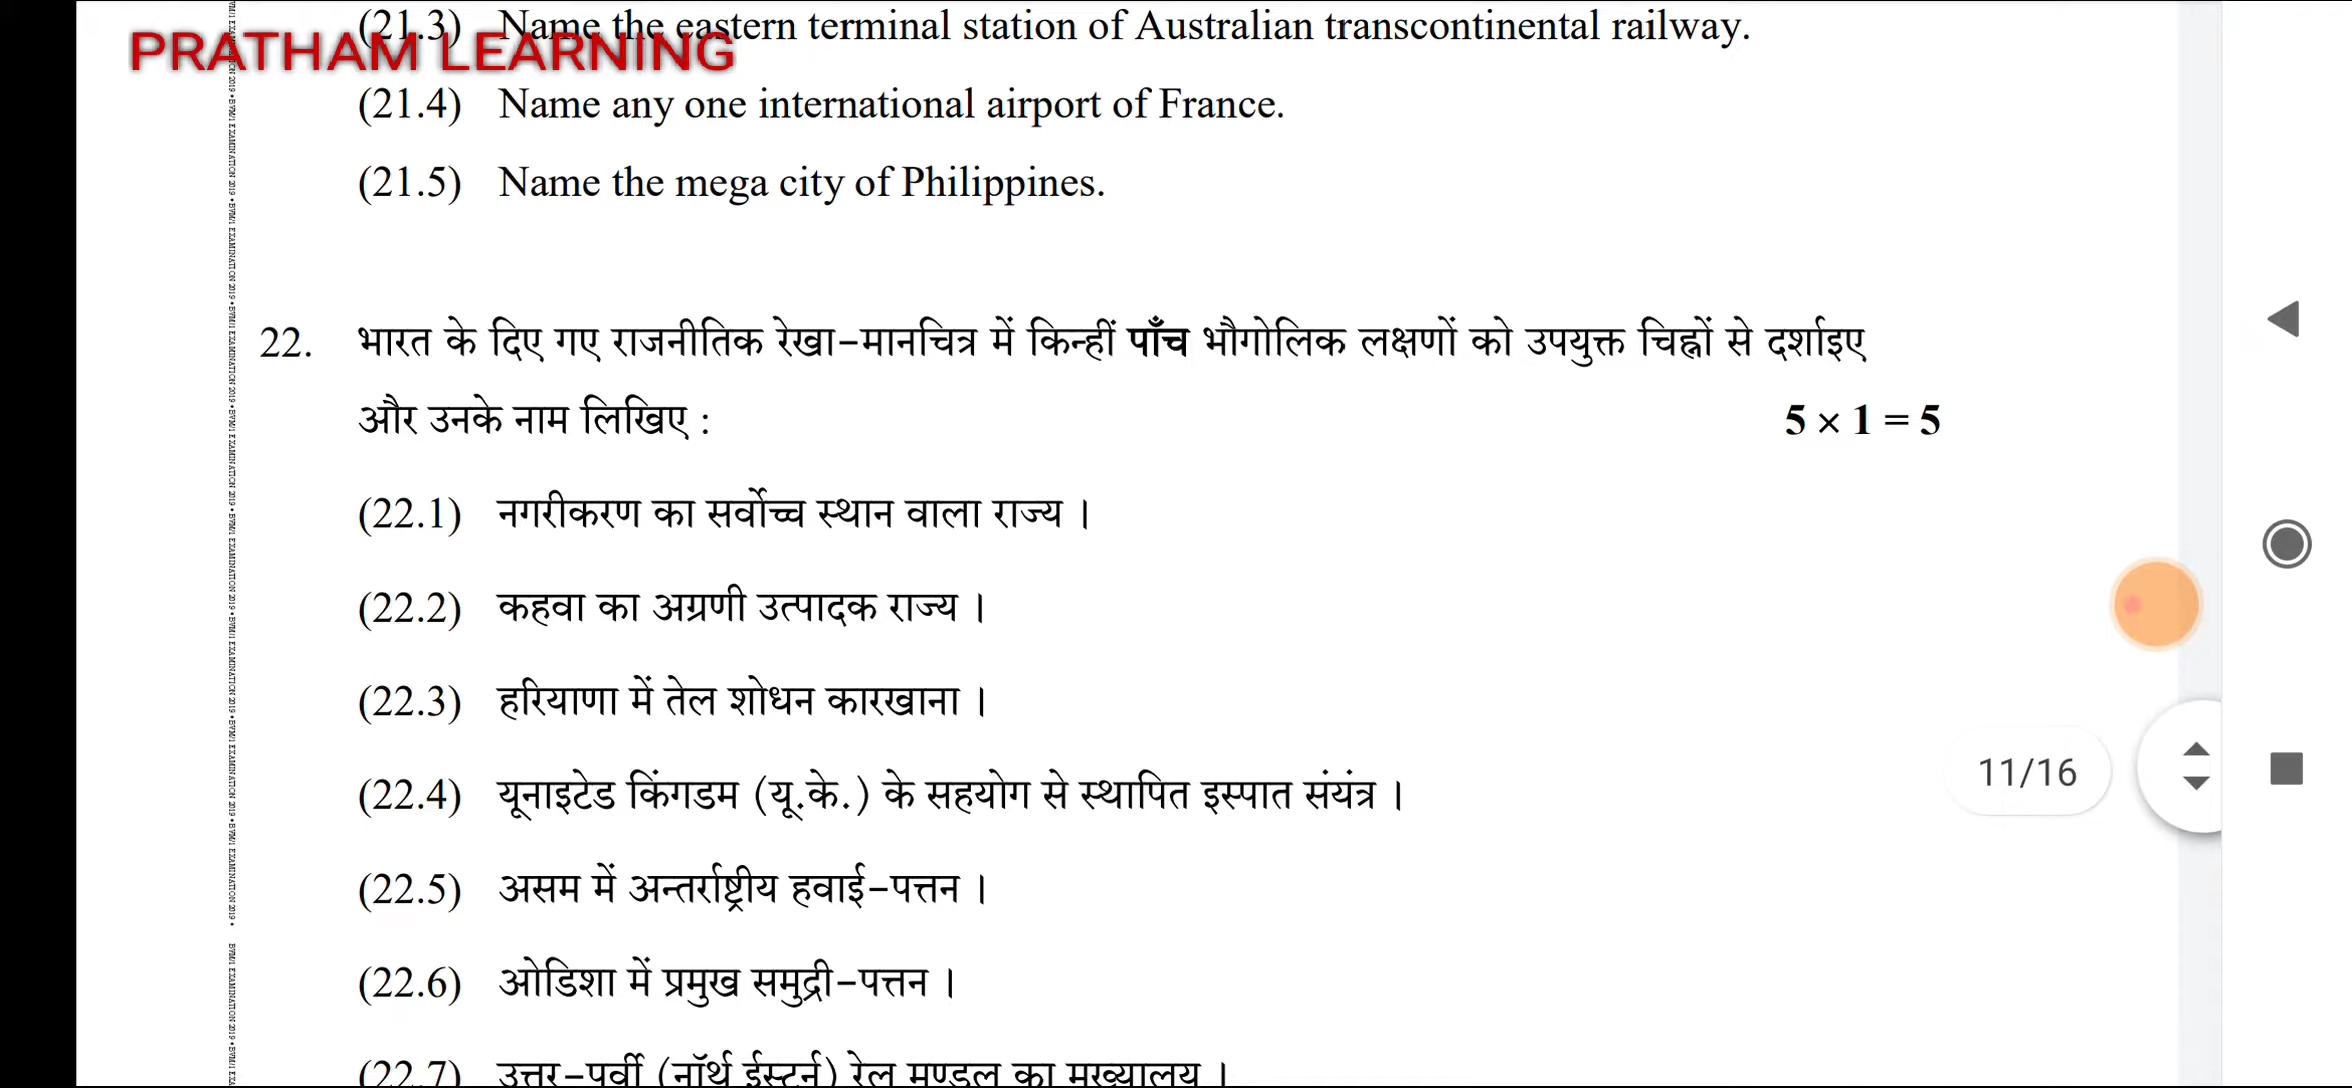 (21.3) Name the eastern terminal station of Australian transcontinental railway.
PRATHAM LEARNING
(21.4) Name any one international airport of France.
(21.5) Name the mega city of Philippines.
22. भारत के दिए गए राजनीतिक रेखा-मानचित्र में किन्हीं पाँच भौगोलिक लक्षणों को उपयुक्त चिह्नों से दर्शाइए
और उनके नाम लिखिए : 5 × 1 = 5
(22.1) नगरीकरण का सर्वोच्च स्थान वाला राज्य ।
(22.2) कहवा का अग्रणी उत्पादक राज्य ।
(22.3) हरियाणा में तेल शोधन कारखाना ।
11/16
(22.4) यूनाइटेड किंगडम (यू.के.) के सहयोग से स्थापित इस्पात संयंत्र ।
(22.5) असम में अन्तर्राष्ट्रीय हवाई-पत्तन ।
(22.6) ओडिशा में प्रमुख समुद्री-पत्तन ।
(22.7) उत्तर-पूर्वी (नॉर्थ ईस्टर्न) रेल मण्डल का मुख्यालय ।